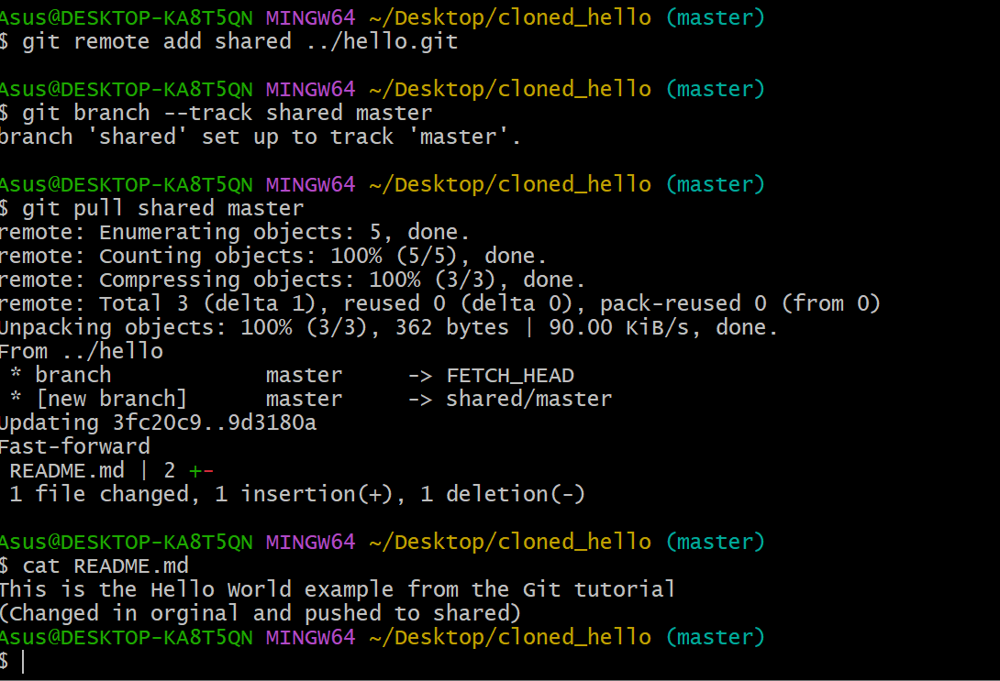 Asus@DESKTOP-KA8T5QN MINGW64 ~/Desktop/cloned_hello (master)
$ git remote add shared ../hello.git
Asus@DESKTOP-KA8T5QN MINGW64 ~/Desktop/cloned_hello (master)
$ git branch --track shared master
branch 'shared' set up to track 'master'.
Asus@DESKTOP-KA8T5QN MINGW64 ~/Desktop/cloned_hello (master)
$ git pull shared master
remote: Enumerating objects: 5, done.
remote: Counting objects: 100% (5/5), done.
remote: Compressing objects: 100% (3/3), done.
remote: Total 3 (delta 1), reused 0 (delta 0), pack-reused 0 (from 0)
Unpacking objects: 100% (3/3), 362 bytes | 90.00 KiB/s, done.
From ../hello
 * branch            master     -> FETCH_HEAD
 * [new branch]      master     -> shared/master
Updating 3fc20c9..9d3180a
Fast-forward
 README.md | 2 +-
 1 file changed, 1 insertion(+), 1 deletion(-)
Asus@DESKTOP-KA8T5QN MINGW64 ~/Desktop/cloned_hello (master)
$ cat README.md
This is the Hello World example from the Git tutorial
(Changed in orginal and pushed to shared)
Asus@DESKTOP-KA8T5QN MINGW64 ~/Desktop/cloned_hello (master)
$